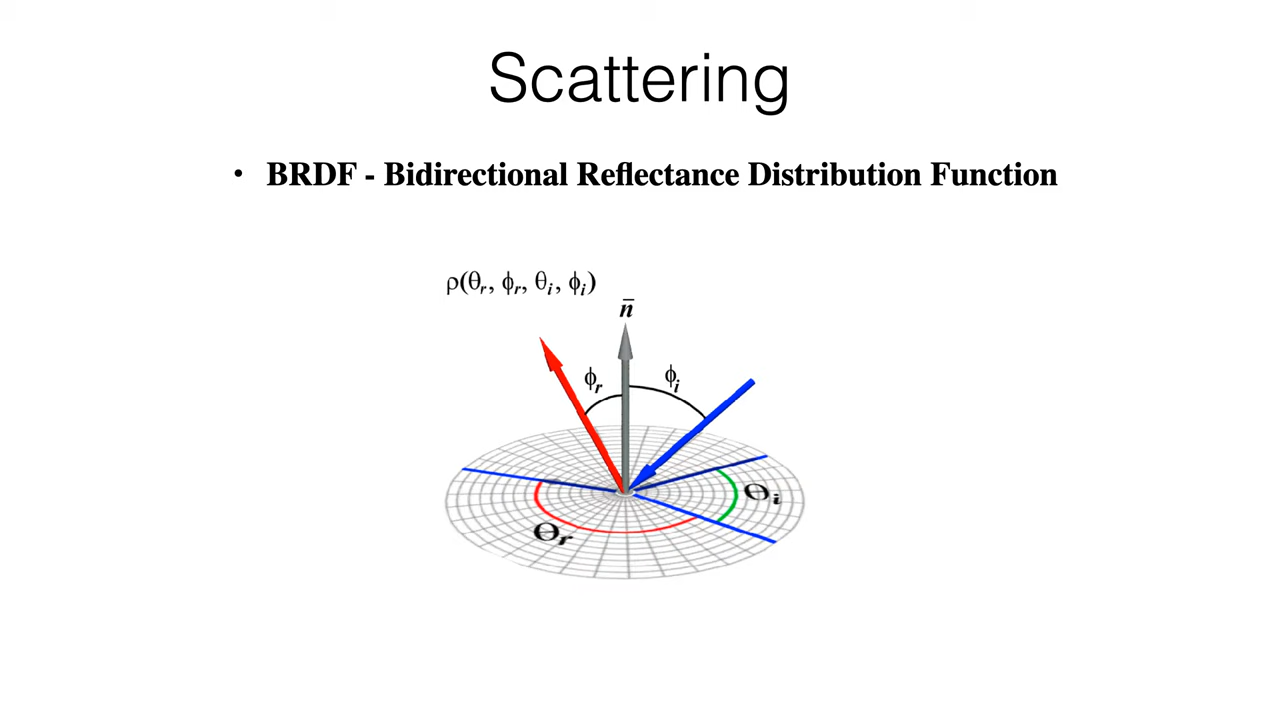 Scattering
• BRDF - Bidirectional Reflectance Distribution Function
ρ(θr, ϕr, θi, ϕi)
n̄
ϕr
ϕi
Θi
Θr